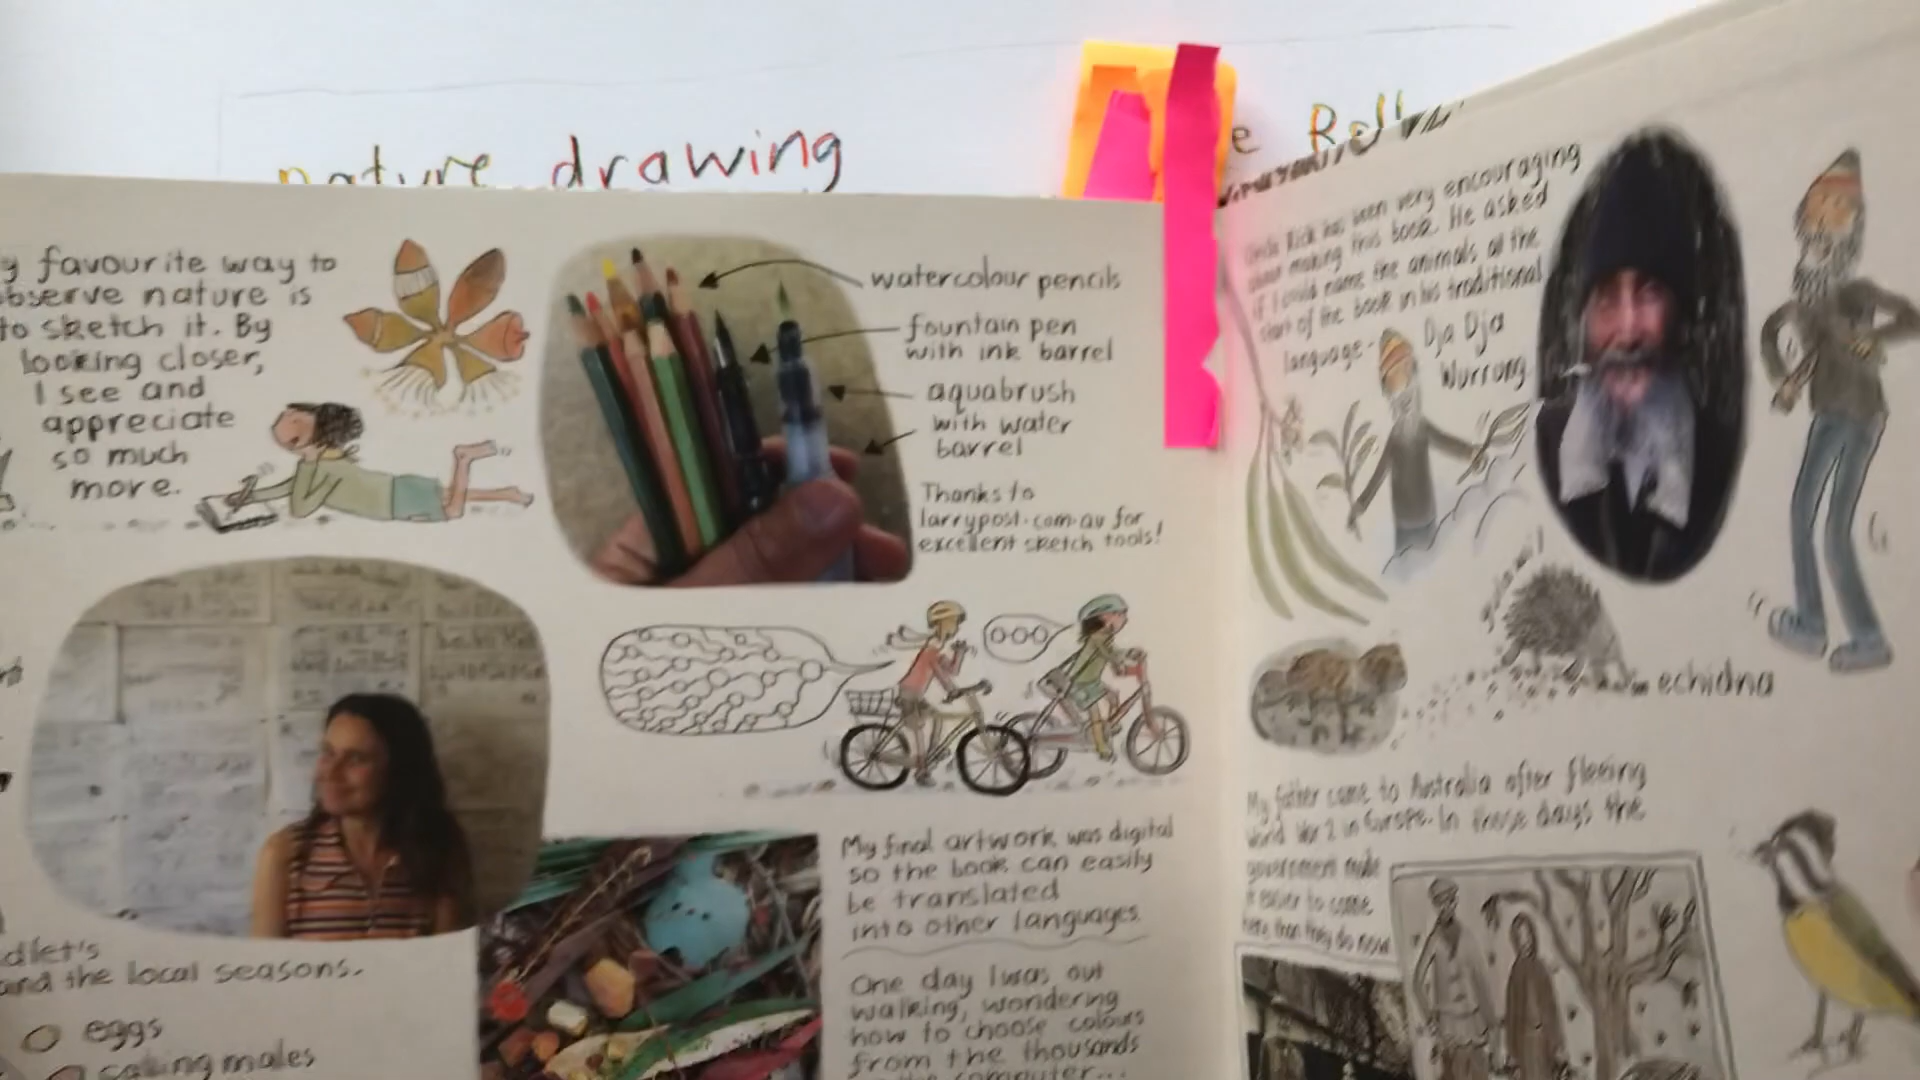 nature drawing
e Roll
y favourite way to
observe nature is
to sketch it. By
looking closer,
I see and
appreciate
so much
more.
watercolour pencils
fountain pen
with ink barrel
aquabrush
with water
barrel
Thanks to
larrypost.com.au for
excellent sketch tools!
My final artwork was digital
so the book can easily
be translated
into other languages.
One day I was out
walking, wondering
how to choose colours
from the thousands
computer...
dlet's
and the local seasons.
eggs
males
Uncle Rick has been very encouraging
about making this book. He asked
if I could name the animals at the
start of the book in his traditional
language - Dja Dja
Wurrung.
echidna
My father came to Australia after fleeing
World War 2 in Europe. In those days the
government made
it easier to come
here than they do now